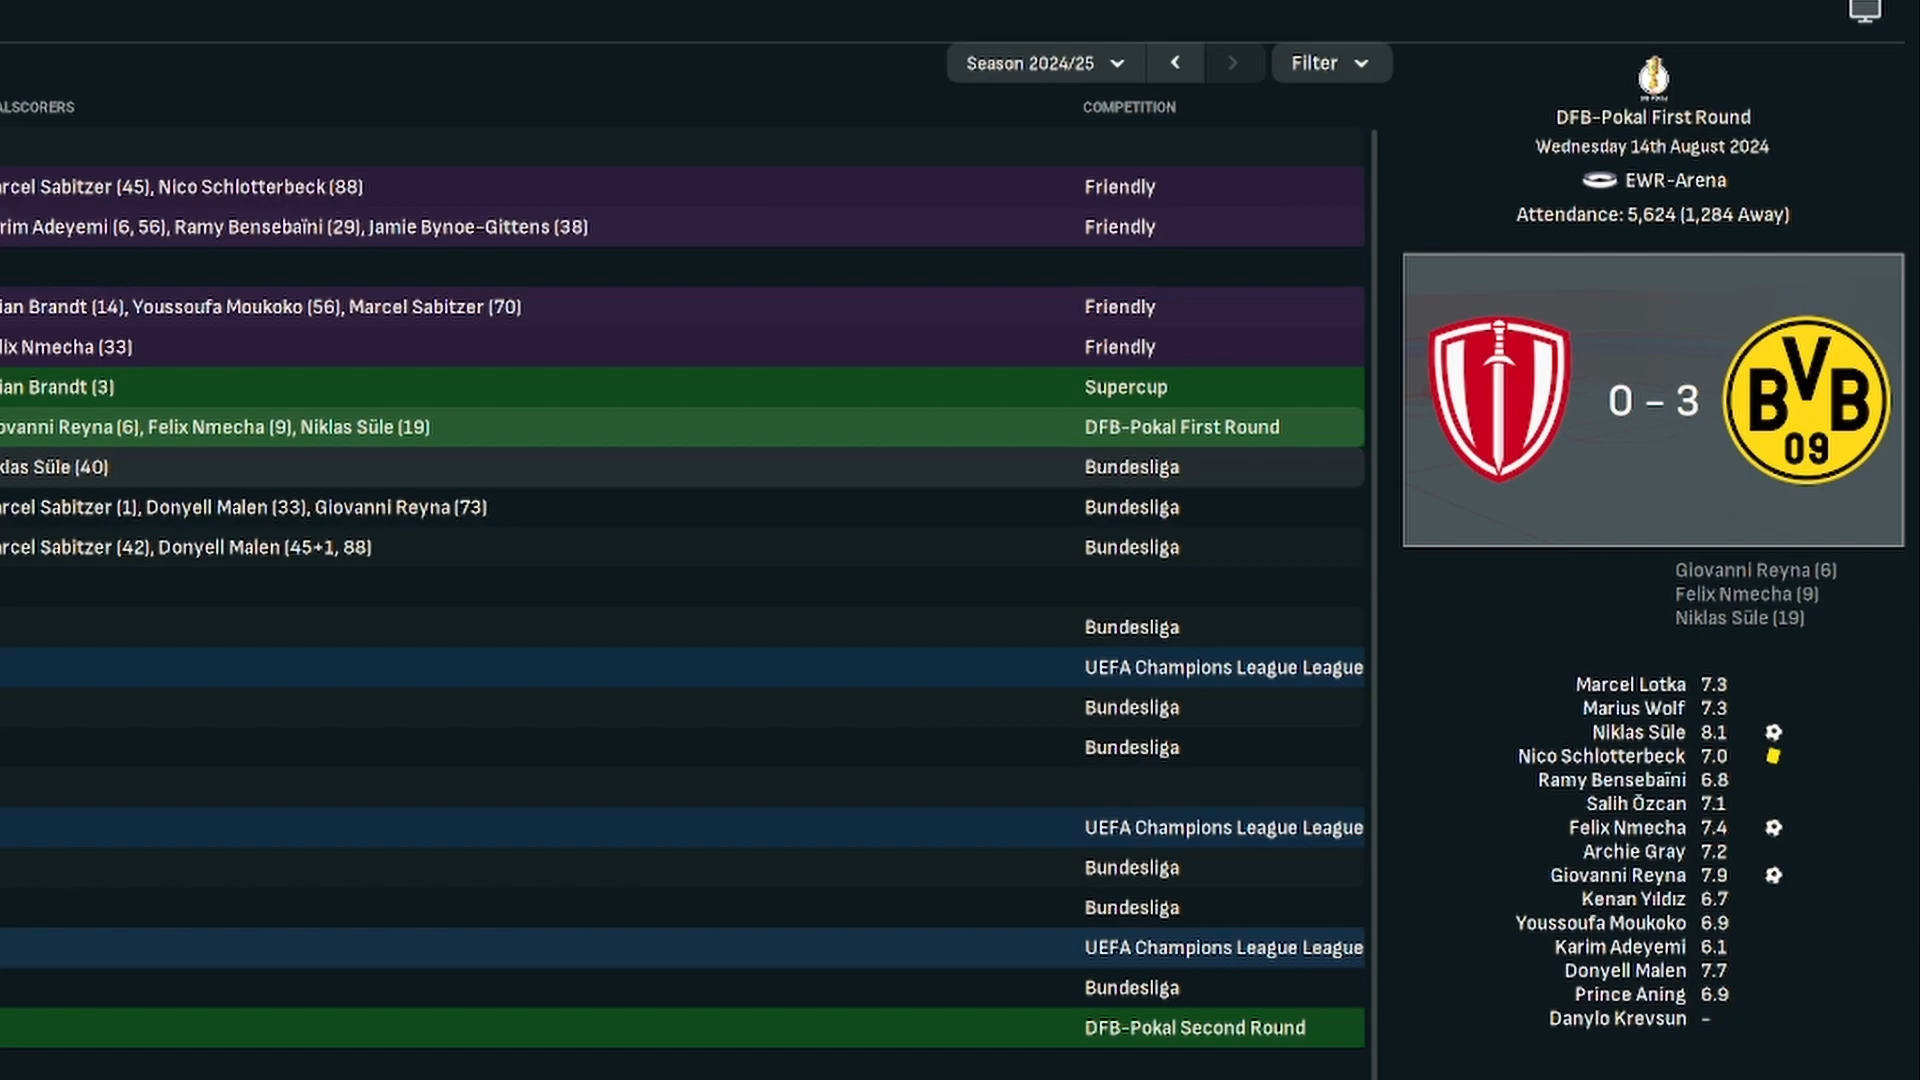 Season 2024/25
Filter
ALSCORERS COMPETITION
arcel Sabitzer (45), Nico Schlotterbeck (88) Friendly
rim Adeyemi (6, 56), Ramy Bensebaïni (29), Jamie Bynoe-Gittens (38) Friendly
ian Brandt (14), Youssoufa Moukoko (56), Marcel Sabitzer (70) Friendly
lix Nmecha (33) Friendly
ian Brandt (3) Supercup
ovanni Reyna (6), Felix Nmecha (9), Niklas Süle (19) DFB-Pokal First Round
klas Süle (40) Bundesliga
arcel Sabitzer (1), Donyell Malen (33), Giovanni Reyna (73) Bundesliga
arcel Sabitzer (42), Donyell Malen (45+1, 88) Bundesliga
Bundesliga
UEFA Champions League League
Bundesliga
Bundesliga
UEFA Champions League League
Bundesliga
Bundesliga
UEFA Champions League League
Bundesliga
DFB-Pokal Second Round
DFB-Pokal First Round
Wednesday 14th August 2024
EWR-Arena
Attendance: 5,624 (1,284 Away)
0 - 3
BVB
09
Giovanni Reyna (6)
Felix Nmecha (9)
Niklas Süle (19)
Marcel Lotka 7.3
Marius Wolf 7.3
Niklas Süle 8.1
Nico Schlotterbeck 7.0
Ramy Bensebaïni 6.8
Salih Özcan 7.1
Felix Nmecha 7.4
Archie Gray 7.2
Giovanni Reyna 7.9
Kenan Yıldız 6.7
Youssoufa Moukoko 6.9
Karim Adeyemi 6.1
Donyell Malen 7.7
Prince Aning 6.9
Danylo Krevsun -